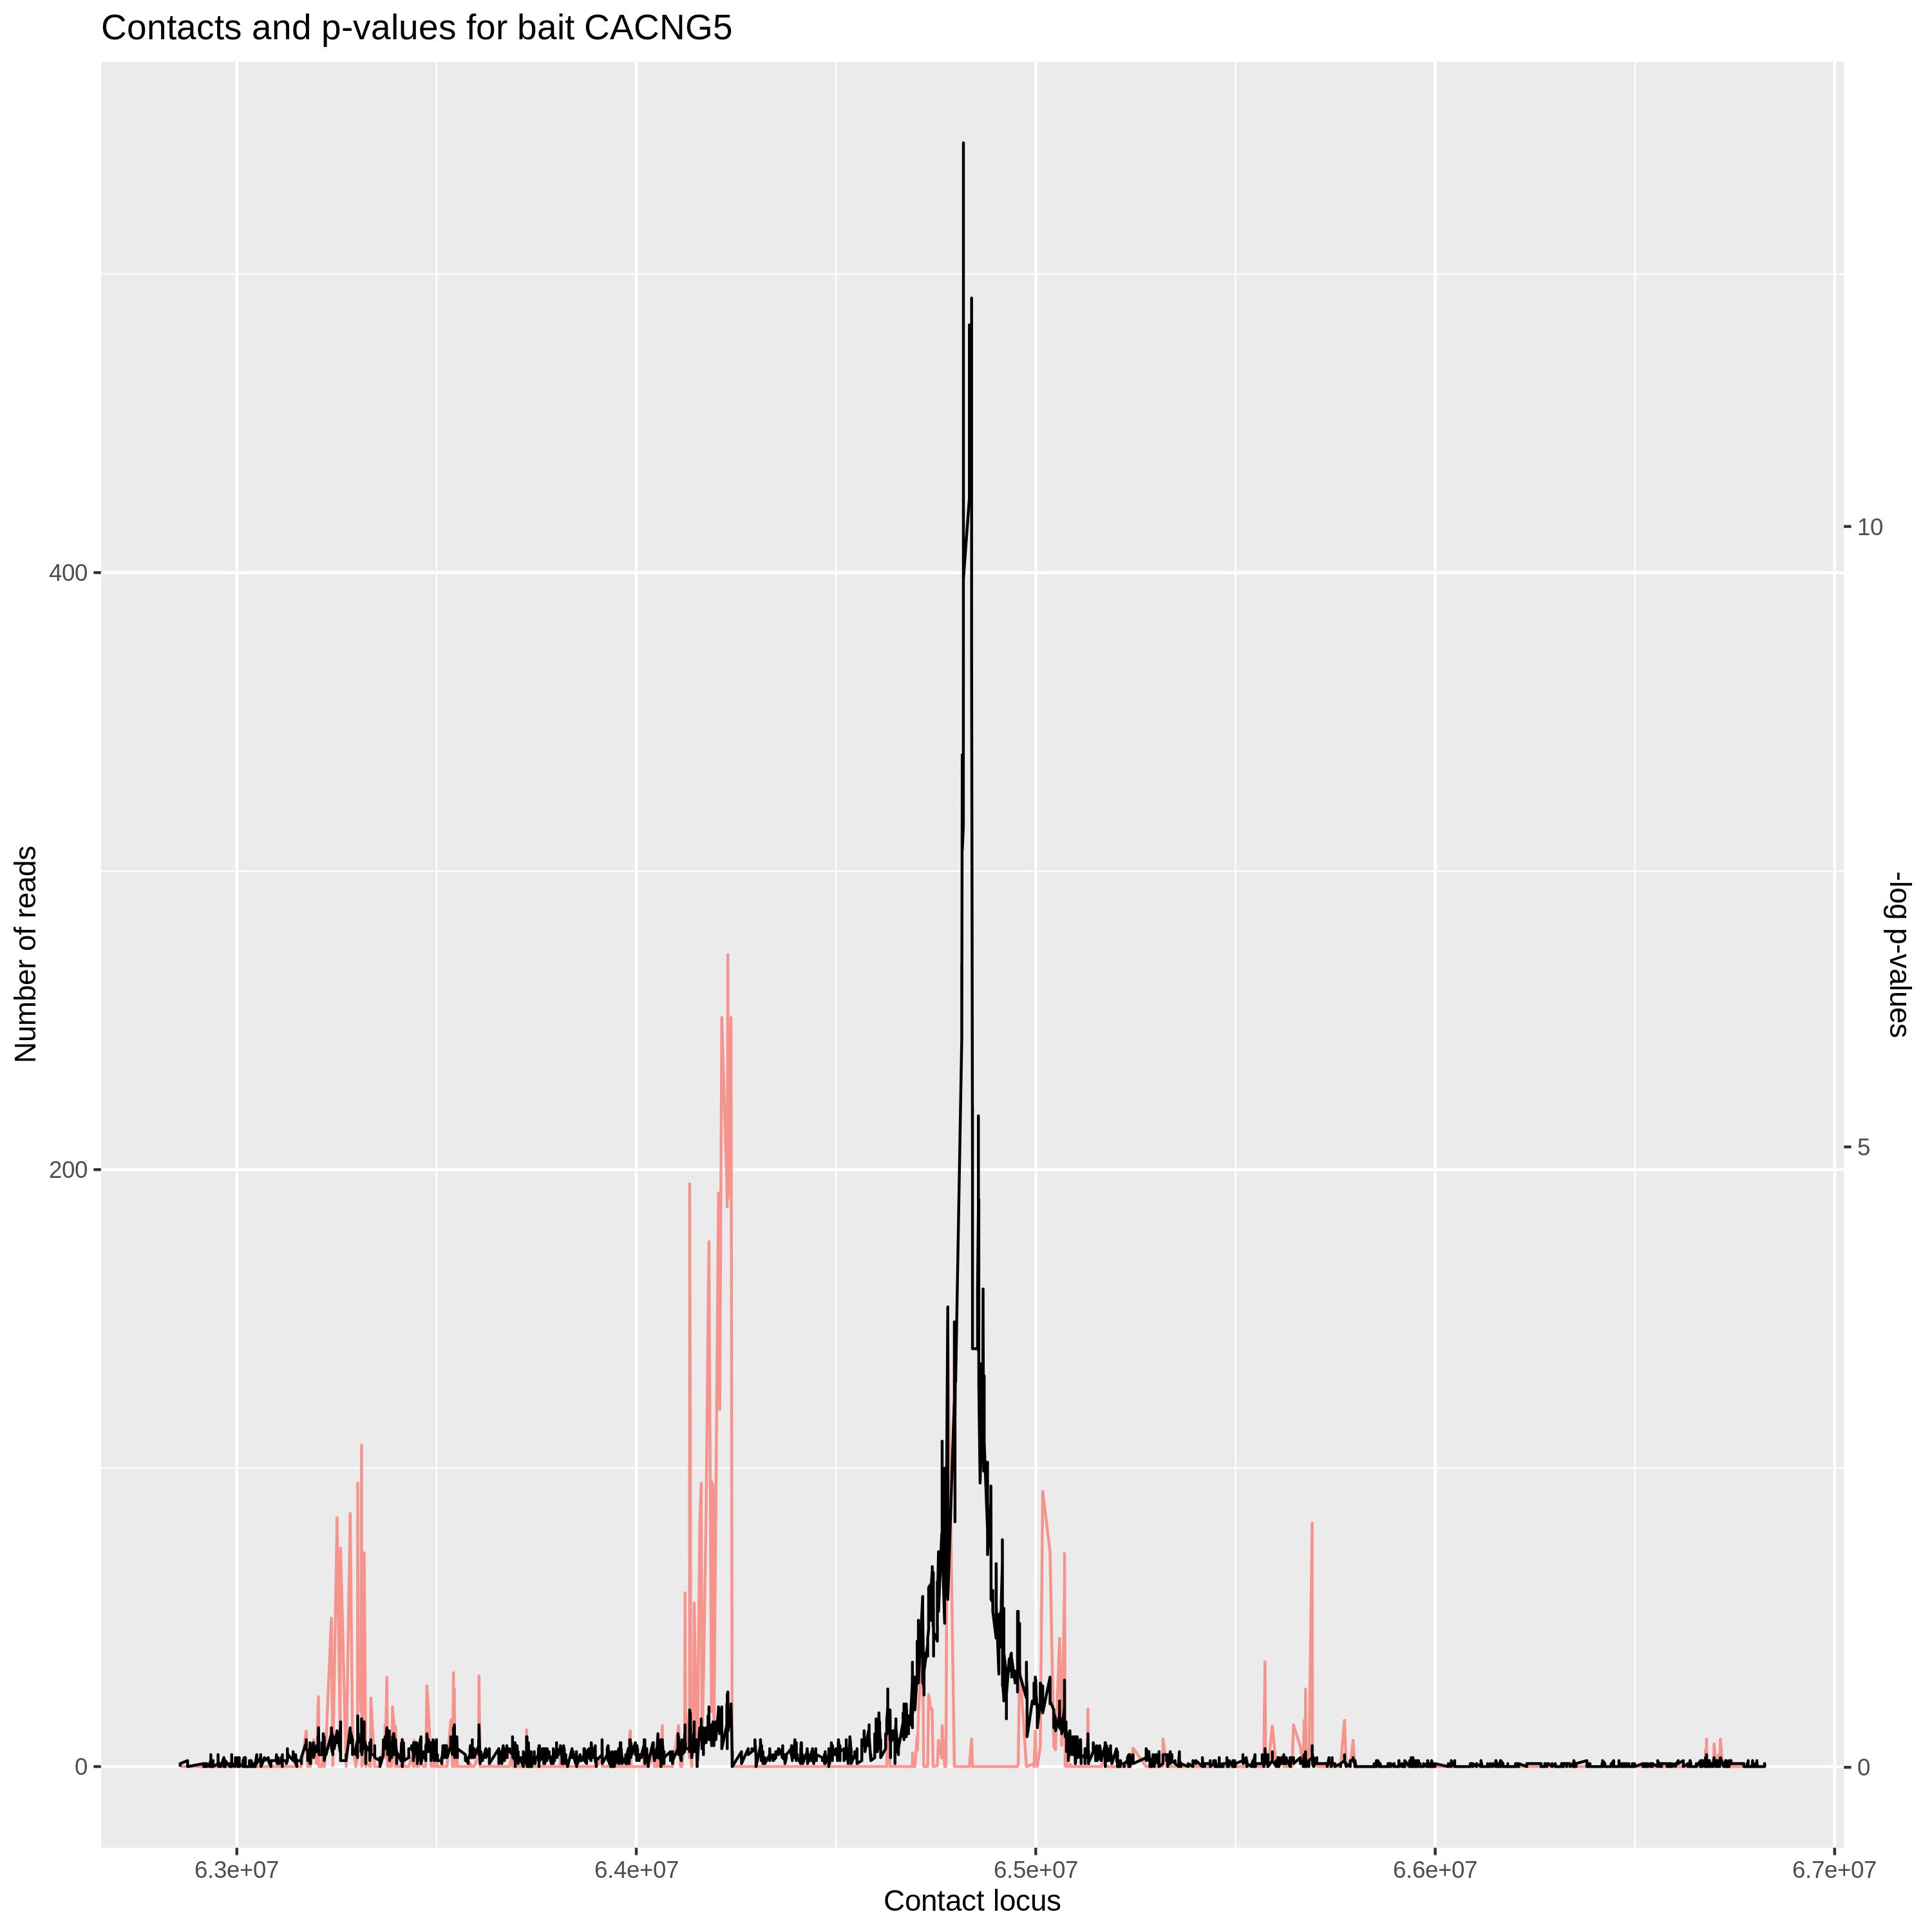 Contacts and p-values for bait CACNG5
Number of reads
400
200
0
10
5
0
-log p-values
6.3e+07
6.4e+07
6.5e+07
6.6e+07
6.7e+07
Contact locus